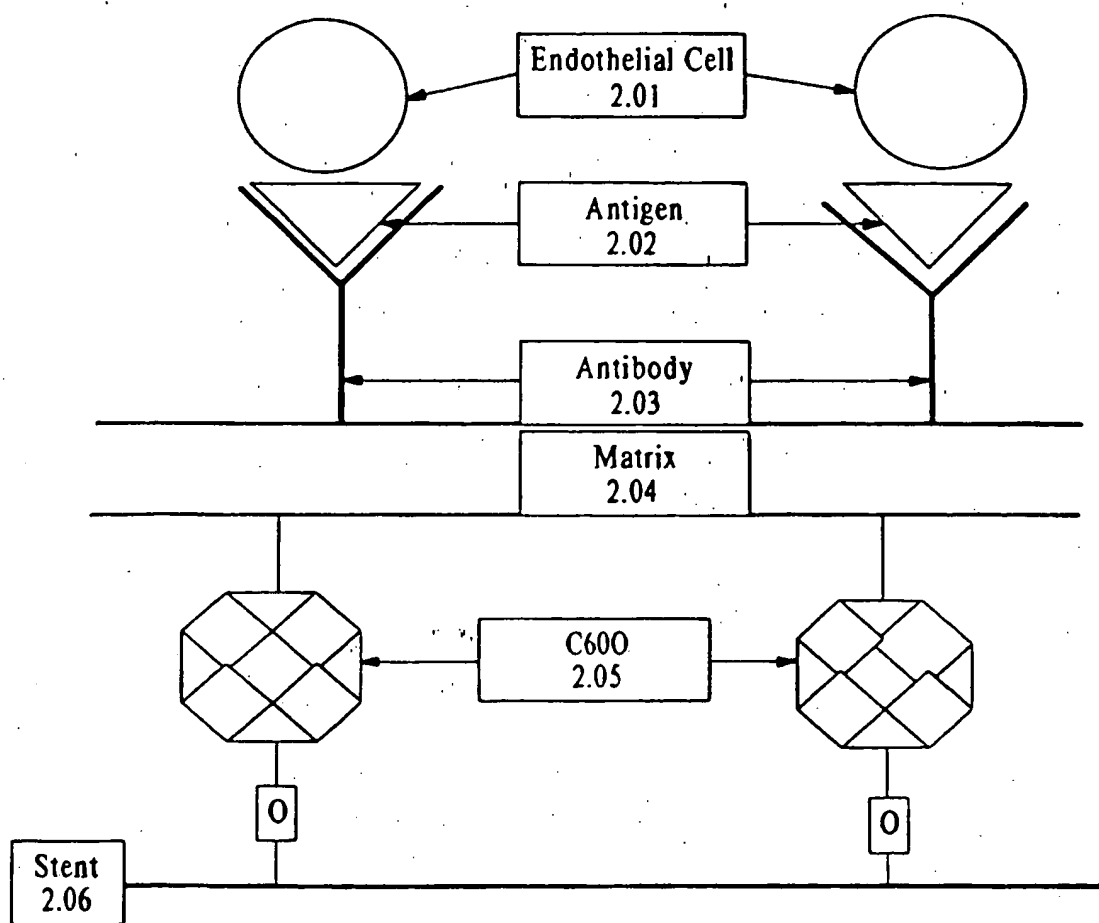 Endothelial Cell
2.01
Antigen
2.02
Antibody
2.03
Matrix
2.04
C60O
2.05
O
O
Stent
2.06